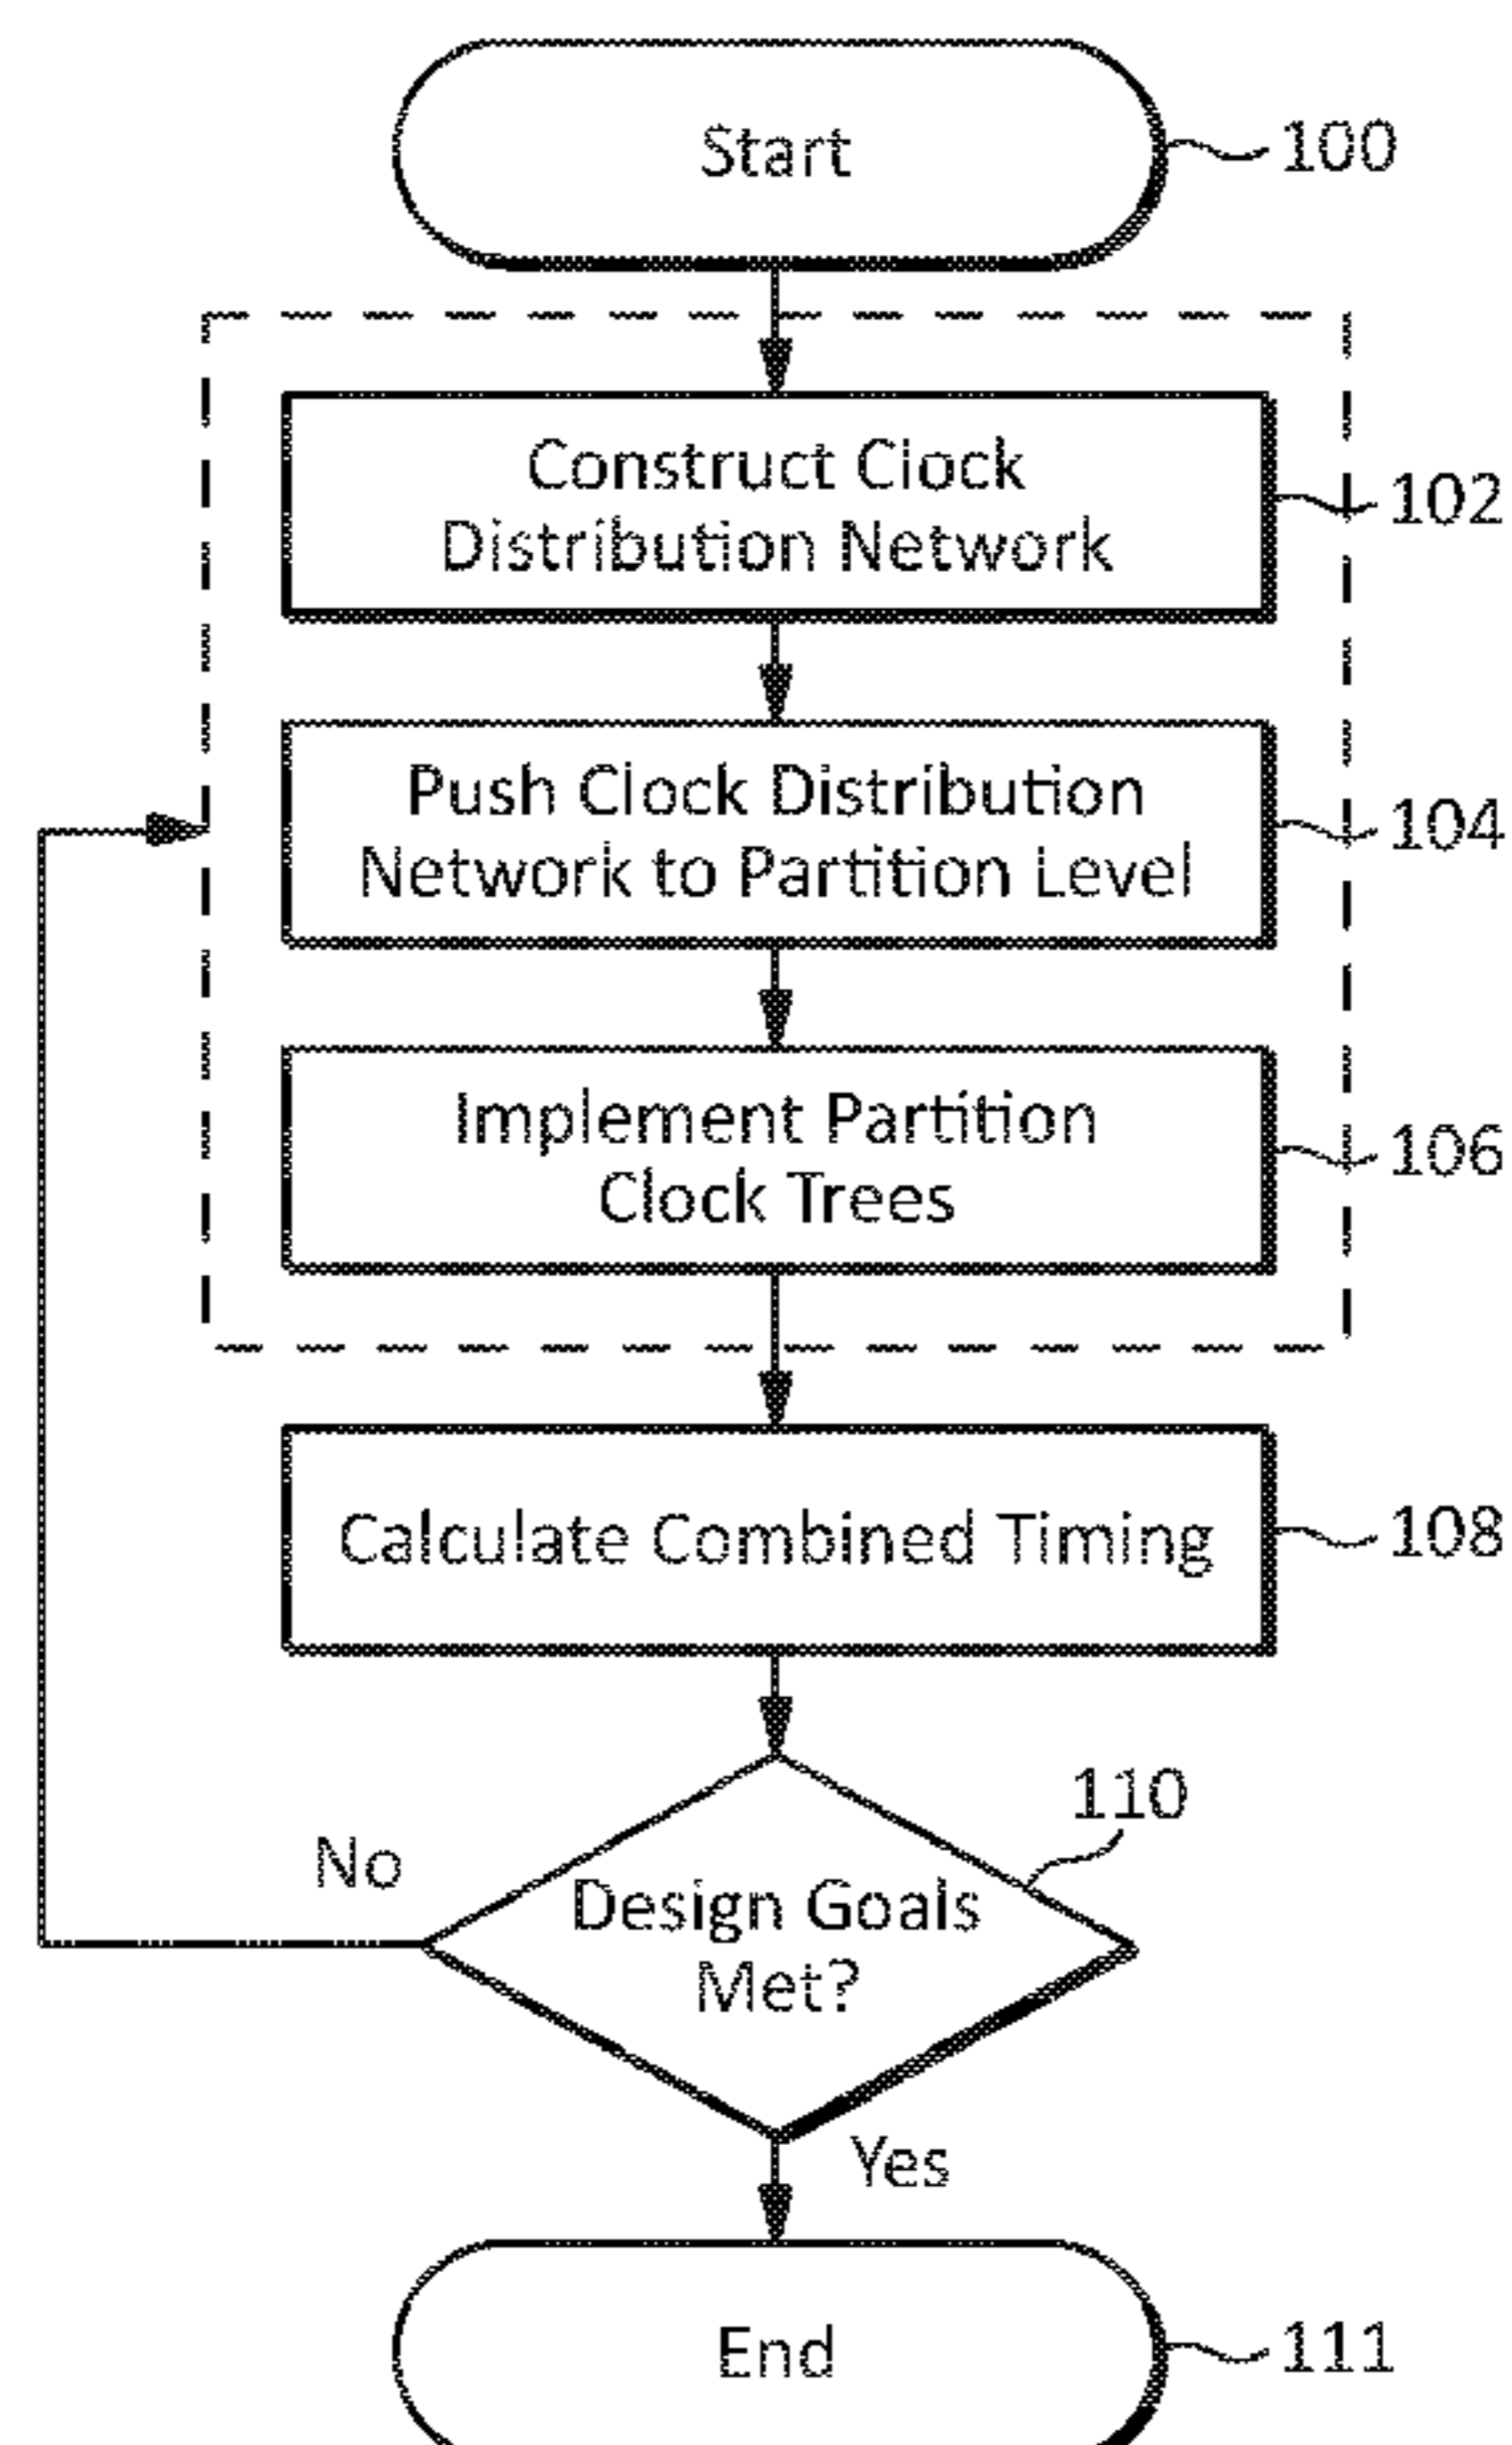 Start
100
Construct Clock
Distribution Network
102
Push Clock Distribution
Network to Partition Level
104
Implement Partition
Clock Trees
106
Calculate Combined Timing
108
110
No
Design Goals
Met?
Yes
End
111